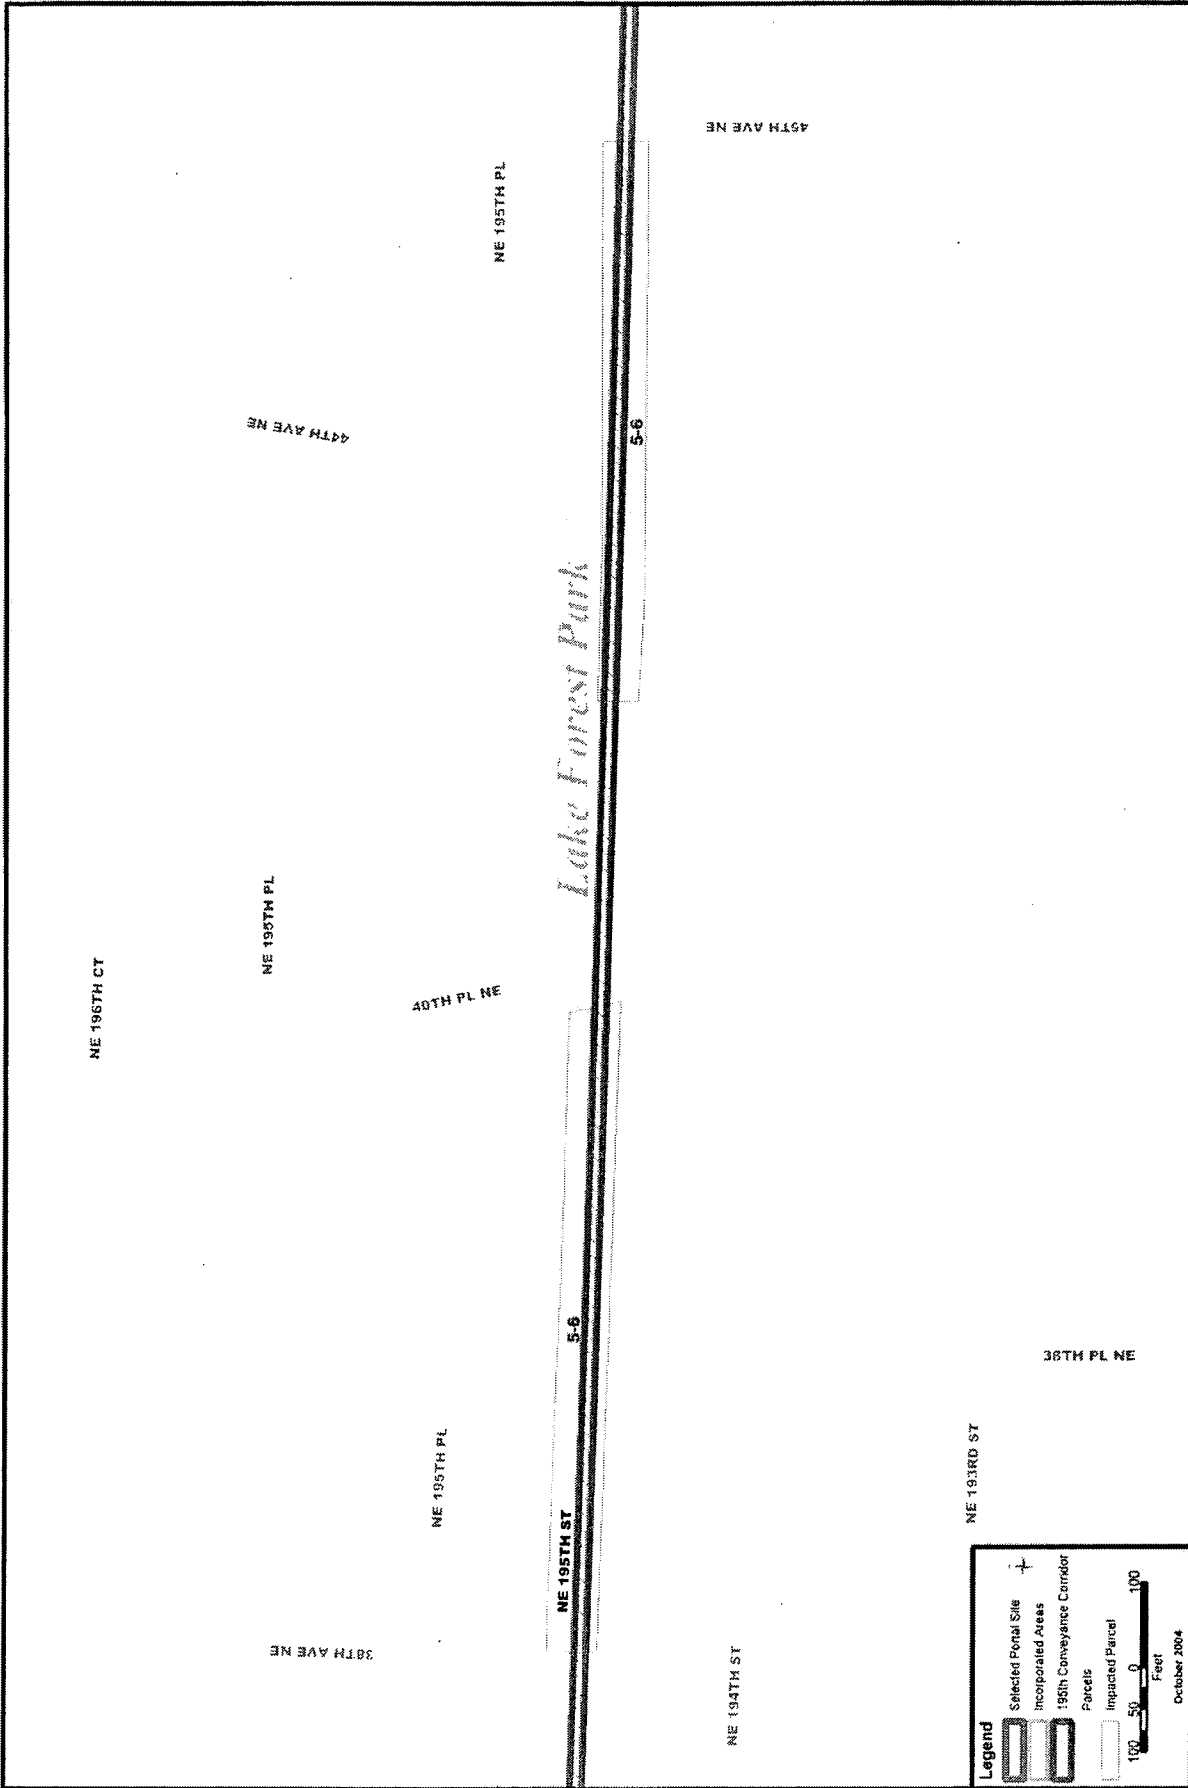 NE 196TH CT
NE 195TH PL
44TH AVE NE
40TH PL NE
NE 195TH PL
38TH AVE NE
NE 195TH PL
Lake Forest Park
NE 195TH ST
5-6
5-6
45TH AVE NE
NE 194TH ST
NE 193RD ST
38TH PL NE
Legend
Selected Portal Site
Incorporated Areas
195th Conveyance Corridor
Parcels
Impacted Parcel
100 50 0 100
Feet
October 2004